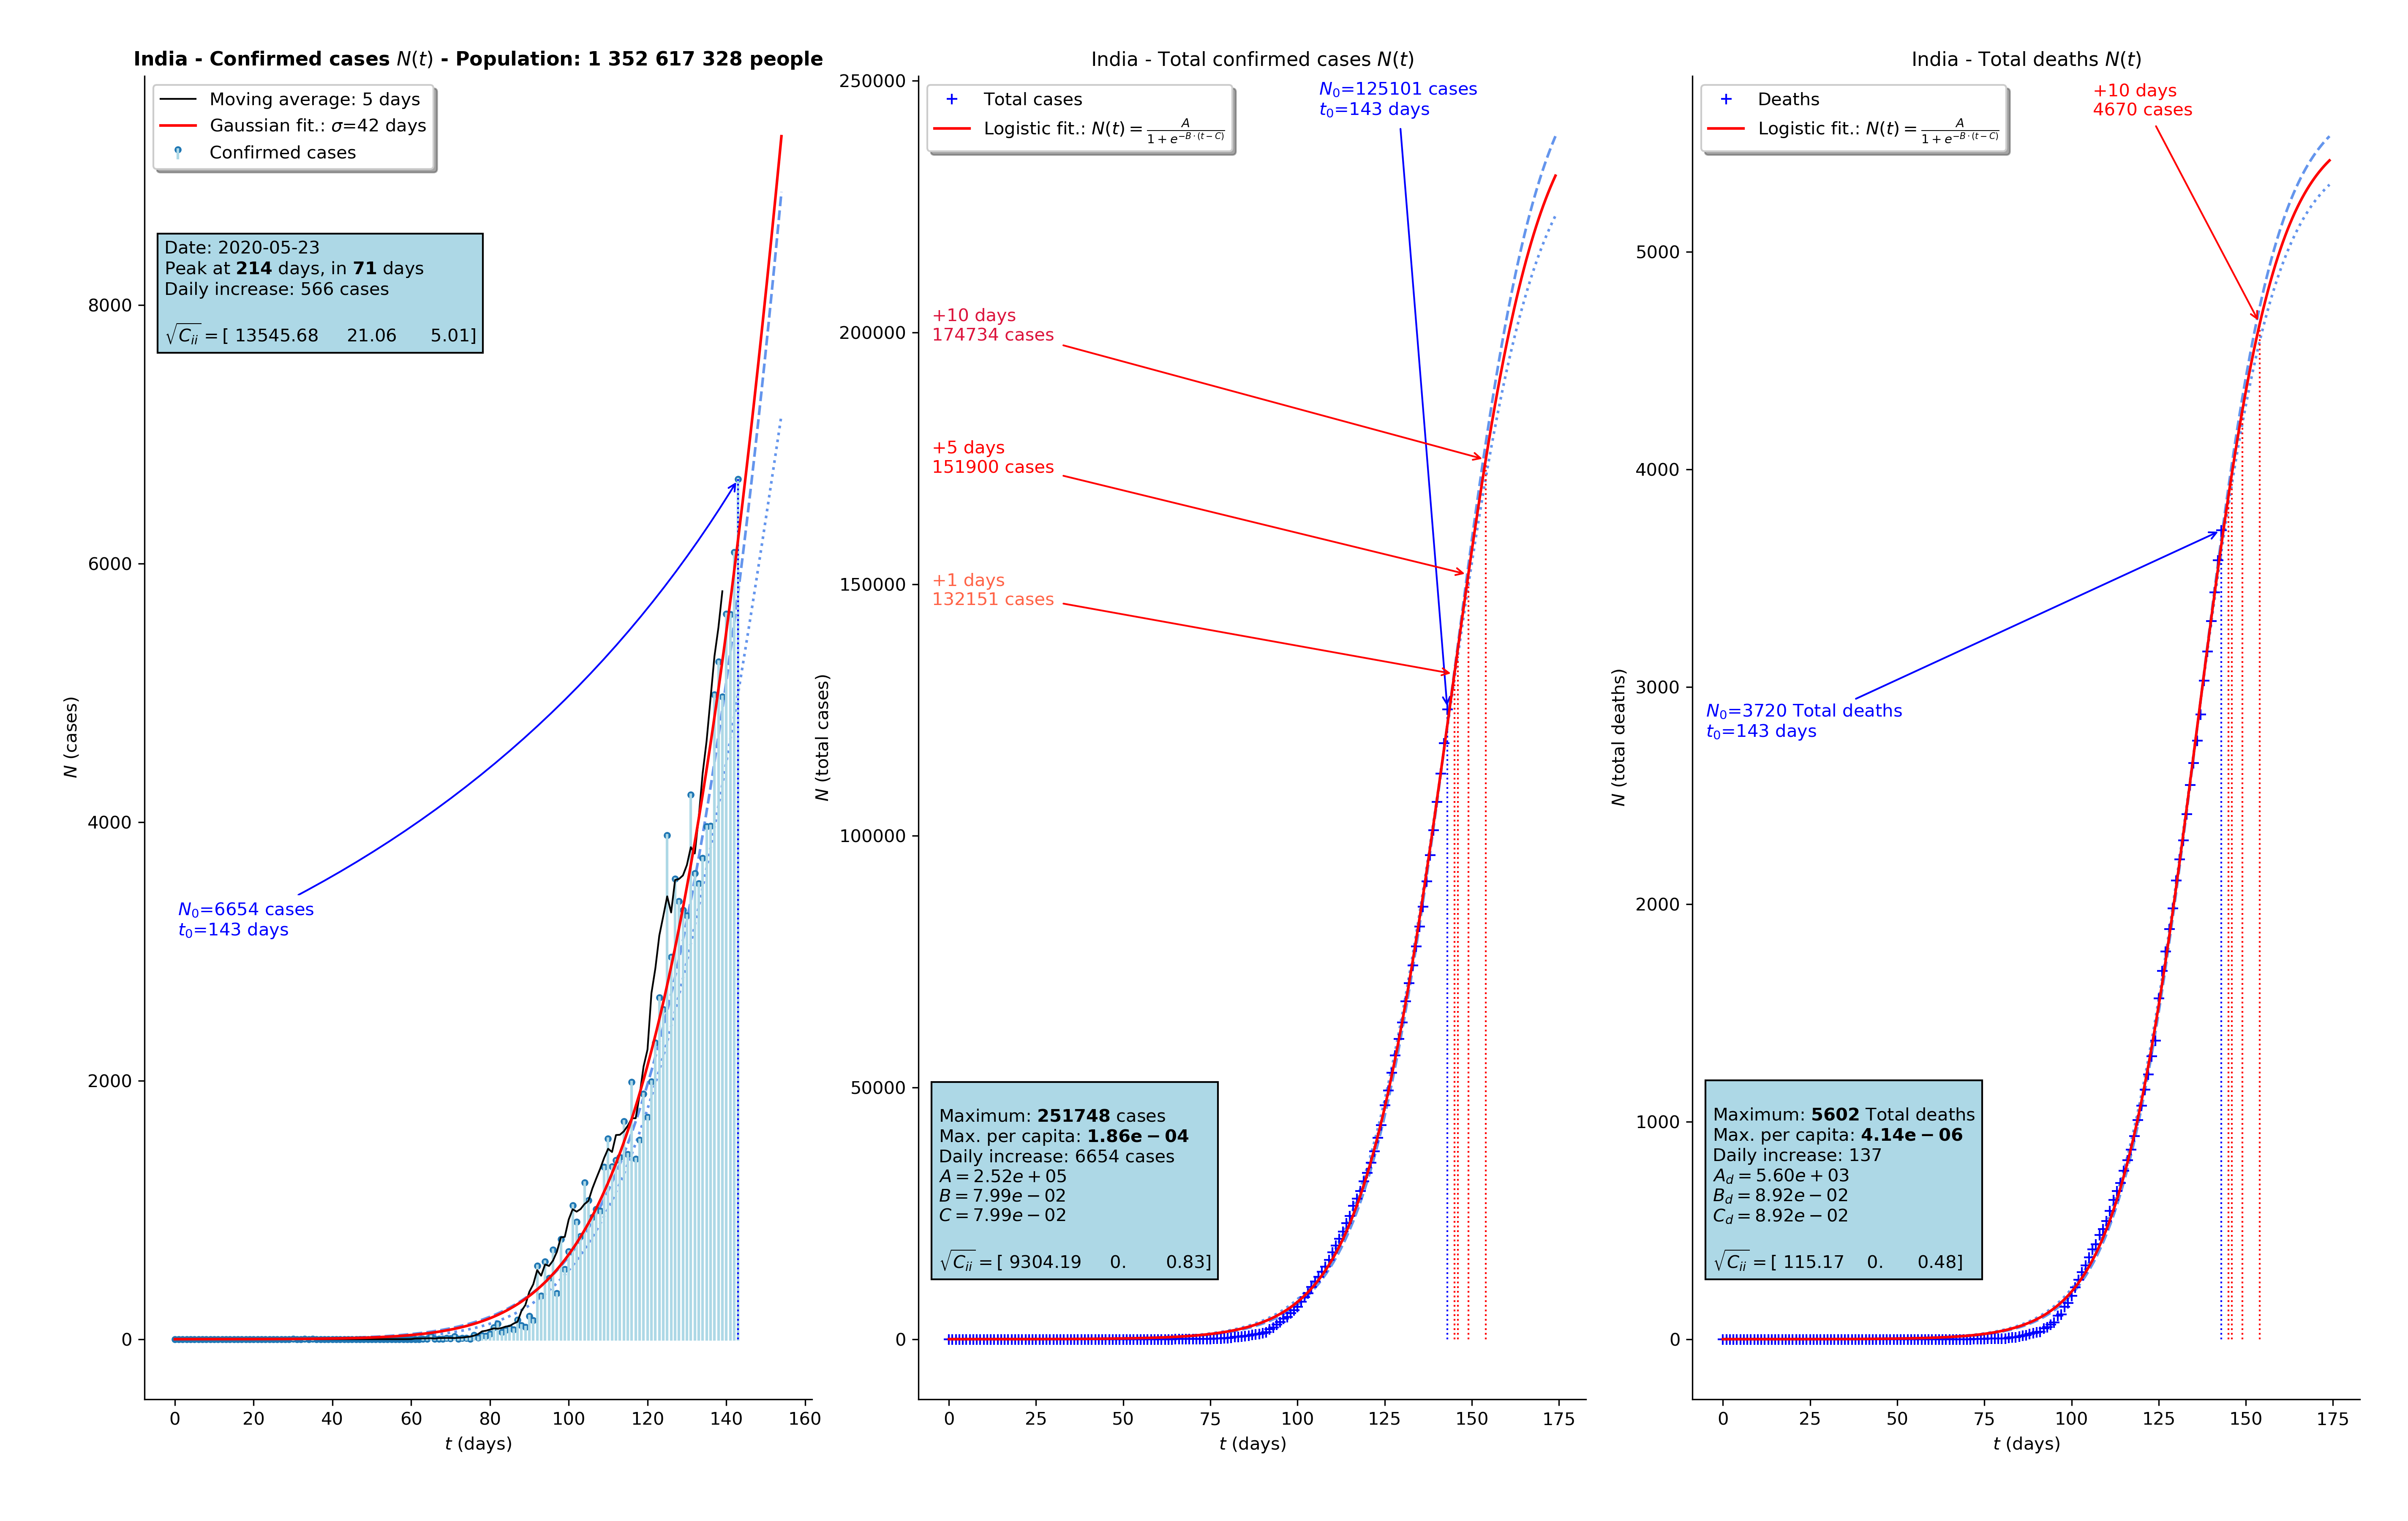 India - Confirmed cases N(t) - Population: 1 352 617 328 people
Moving average: 5 days
Gaussian fit.: σ=42 days
Confirmed cases
Date: 2020-05-23
Peak at 214 days, in 71 days
Daily increase: 566 cases
√Cᵢᵢ = [ 13545.68 21.06 5.01]
N₀=6654 cases
t₀=143 days
N (cases)
8000
6000
4000
2000
0
0 20 40 60 80 100 120 140 160
t (days)
India - Total confirmed cases N(t)
Total cases
Logistic fit.: N(t) = A / 1 + e^(−B·(t−C))
N₀=125101 cases
t₀=143 days
+10 days
174734 cases
+5 days
151900 cases
+1 days
132151 cases
Maximum: 251748 cases
Max. per capita: 1.86e − 04
Daily increase: 6654 cases
A = 2.52e + 05
B = 7.99e − 02
C = 7.99e − 02
√Cᵢᵢ = [ 9304.19 0. 0.83]
N (total cases)
250000
200000
150000
100000
50000
0
0 25 50 75 100 125 150 175
t (days)
India - Total deaths N(t)
Deaths
Logistic fit.: N(t) = A / 1 + e^(−B·(t−C))
+10 days
4670 cases
N₀=3720 Total deaths
t₀=143 days
Maximum: 5602 Total deaths
Max. per capita: 4.14e − 06
Daily increase: 137
A_d = 5.60e + 03
B_d = 8.92e − 02
C_d = 8.92e − 02
√Cᵢᵢ = [ 115.17 0. 0.48]
N (total deaths)
5000
4000
3000
2000
1000
0
0 25 50 75 100 125 150 175
t (days)